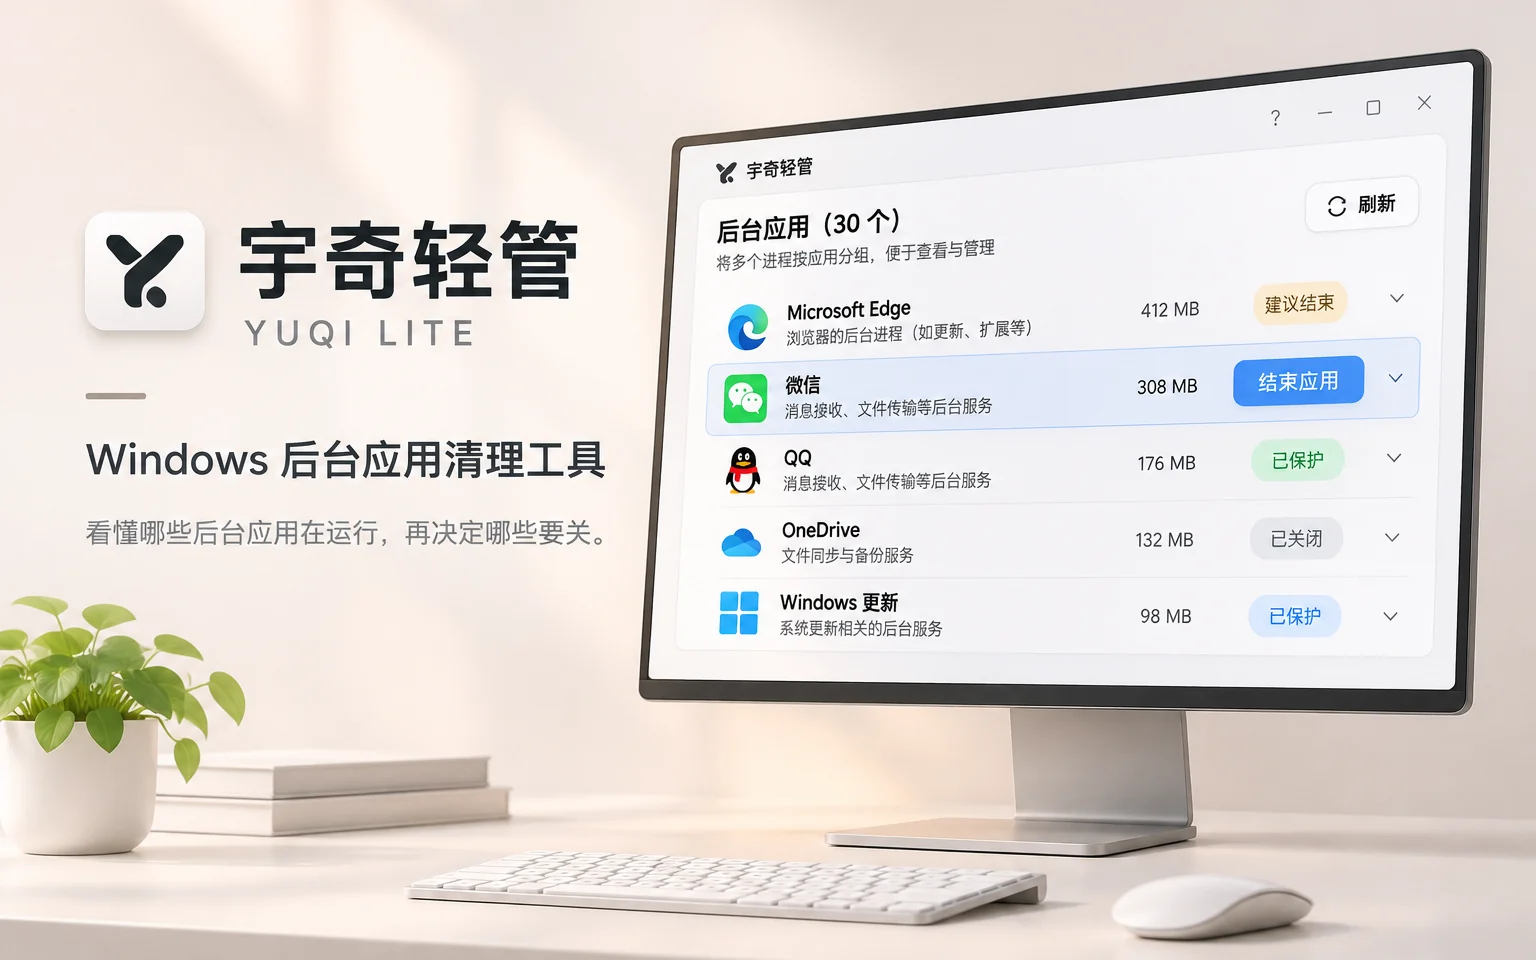 宇奇轻管
YUQI LITE
Windows 后台应用清理工具
看懂哪些后台应用在运行，再决定哪些要关。
宇奇轻管
后台应用（30 个）
将多个进程按应用分组，便于查看与管理
刷新
Microsoft Edge
浏览器的后台进程（如更新、扩展等）
412 MB
建议结束
微信
消息接收、文件传输等后台服务
308 MB
结束应用
QQ
消息接收、文件传输等后台服务
176 MB
已保护
OneDrive
文件同步与备份服务
132 MB
已关闭
Windows 更新
系统更新相关的后台服务
98 MB
已保护